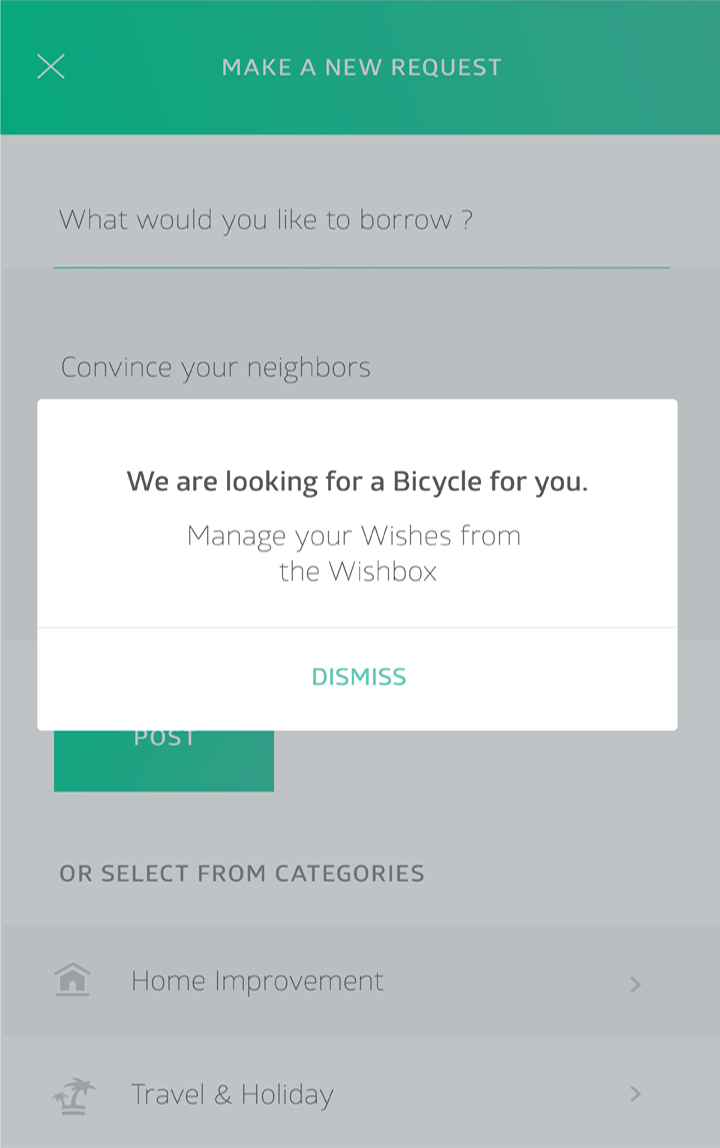 MAKE A NEW REQUEST
What would you like to borrow ?
Convince your neighbors
We are looking for a Bicycle for you.
Manage your Wishes from
the Wishbox
DISMISS
POST
OR SELECT FROM CATEGORIES
Home Improvement
Travel & Holiday